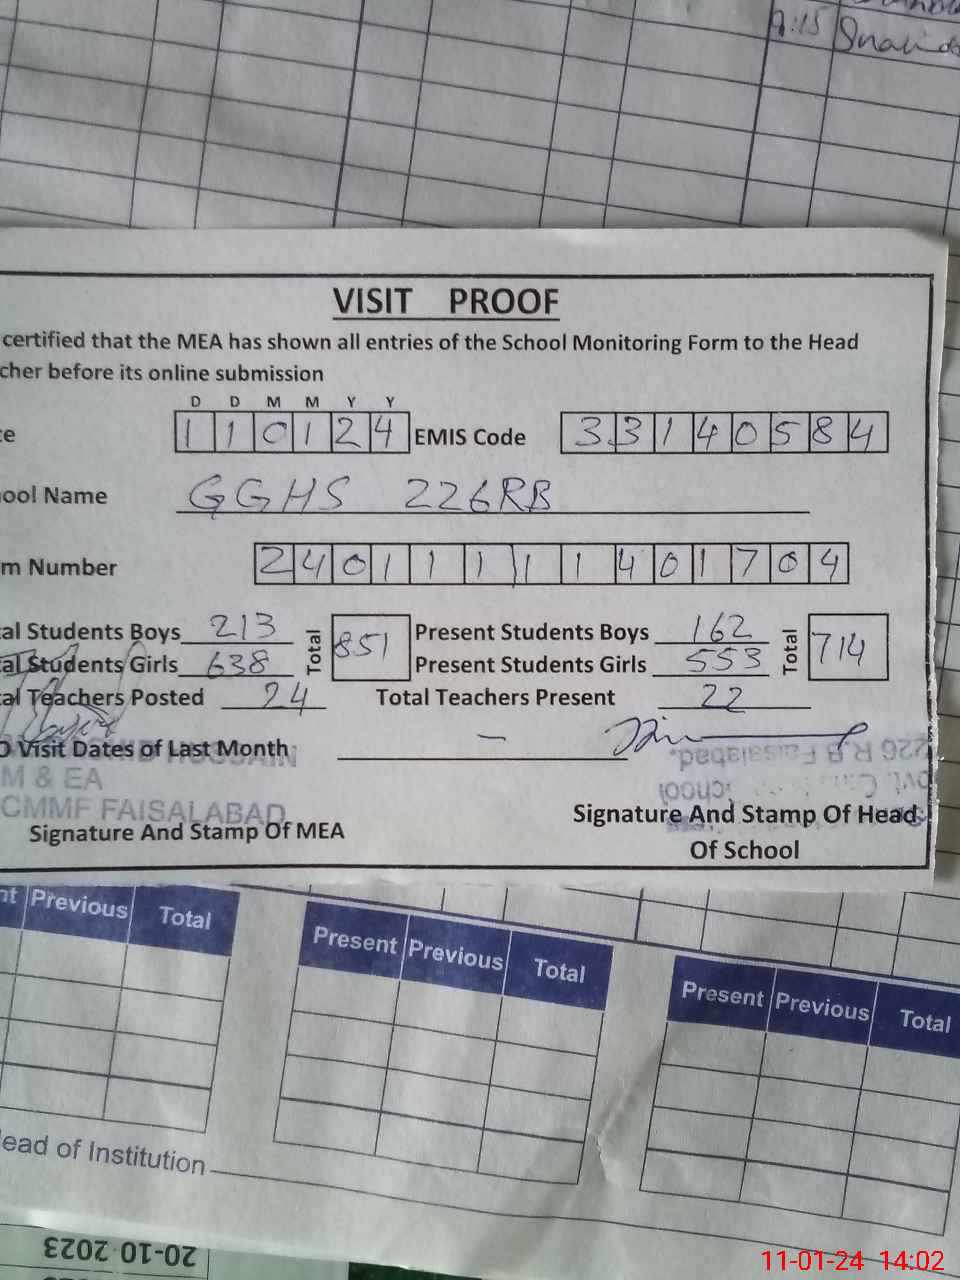 9:15
VISIT PROOF
certified that the MEA has shown all entries of the School Monitoring Form to the Head
cher before its online submission
D D M M Y Y
e 1 1 0 1 2 4 EMIS Code 3 3 1 4 0 5 8 4
ool Name GGHS 226RB
m Number 2 4 0 1 1 1 1 1 1 4 0 1 7 0 4
al Students Boys 213 Total 851 Present Students Boys 162 Total 714
al Students Girls 638 Present Students Girls 553
al Teachers Posted 24 Total Teachers Present 22
O Visit Dates of Last Month –
HUSSAIN
M & EA
CMMF FAISALABAD
226 R.B Faisalabad.
School
Signature And Stamp Of MEA
Signature And Stamp Of Head
Of School
nt Previous Total
Present Previous Total
Present Previous Total
ead of Institution
20-10 2023
11-01-24 14:02